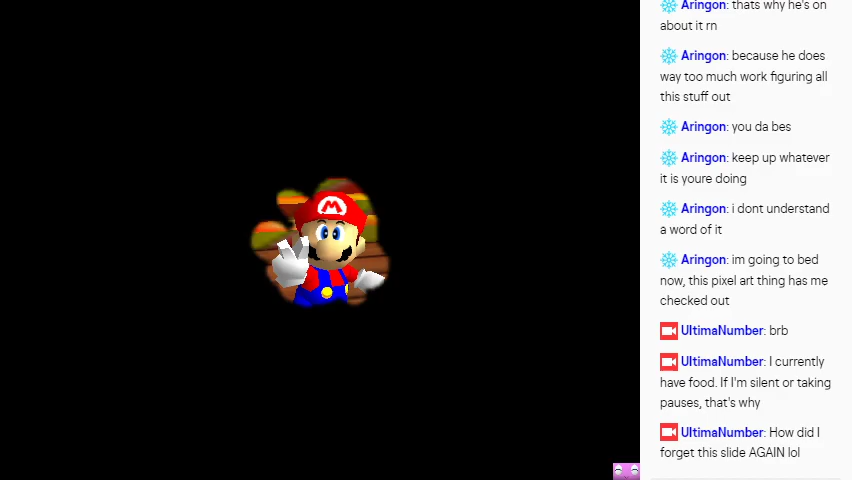 Aringon: thats why he's on
about it rn
Aringon: because he does
way too much work figuring all
this stuff out
Aringon: you da bes
Aringon: keep up whatever
it is youre doing
Aringon: i dont understand
a word of it
Aringon: im going to bed
now, this pixel art thing has me
checked out
UltimaNumber: brb
UltimaNumber: I currently
have food. If I'm silent or taking
pauses, that's why
UltimaNumber: How did I
forget this slide AGAIN lol
M